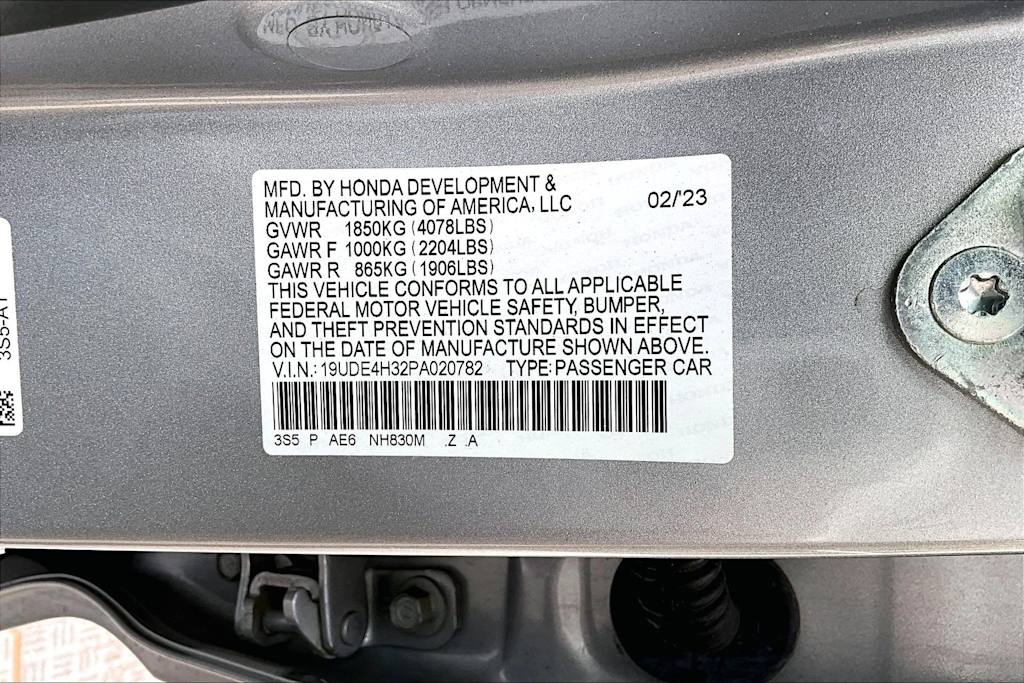 MFD. BY HONDA DEVELOPMENT &
MANUFACTURING OF AMERICA, LLC 02/'23
GVWR 1850KG (4078LBS)
GAWR F 1000KG (2204LBS)
GAWR R 865KG (1906LBS)
THIS VEHICLE CONFORMS TO ALL APPLICABLE
FEDERAL MOTOR VEHICLE SAFETY, BUMPER,
AND THEFT PREVENTION STANDARDS IN EFFECT
ON THE DATE OF MANUFACTURE SHOWN ABOVE.
V.I.N.: 19UDE4H32PA020782 TYPE: PASSENGER CAR
3S5 P AE6 NH830M .Z .A
3S5-A1